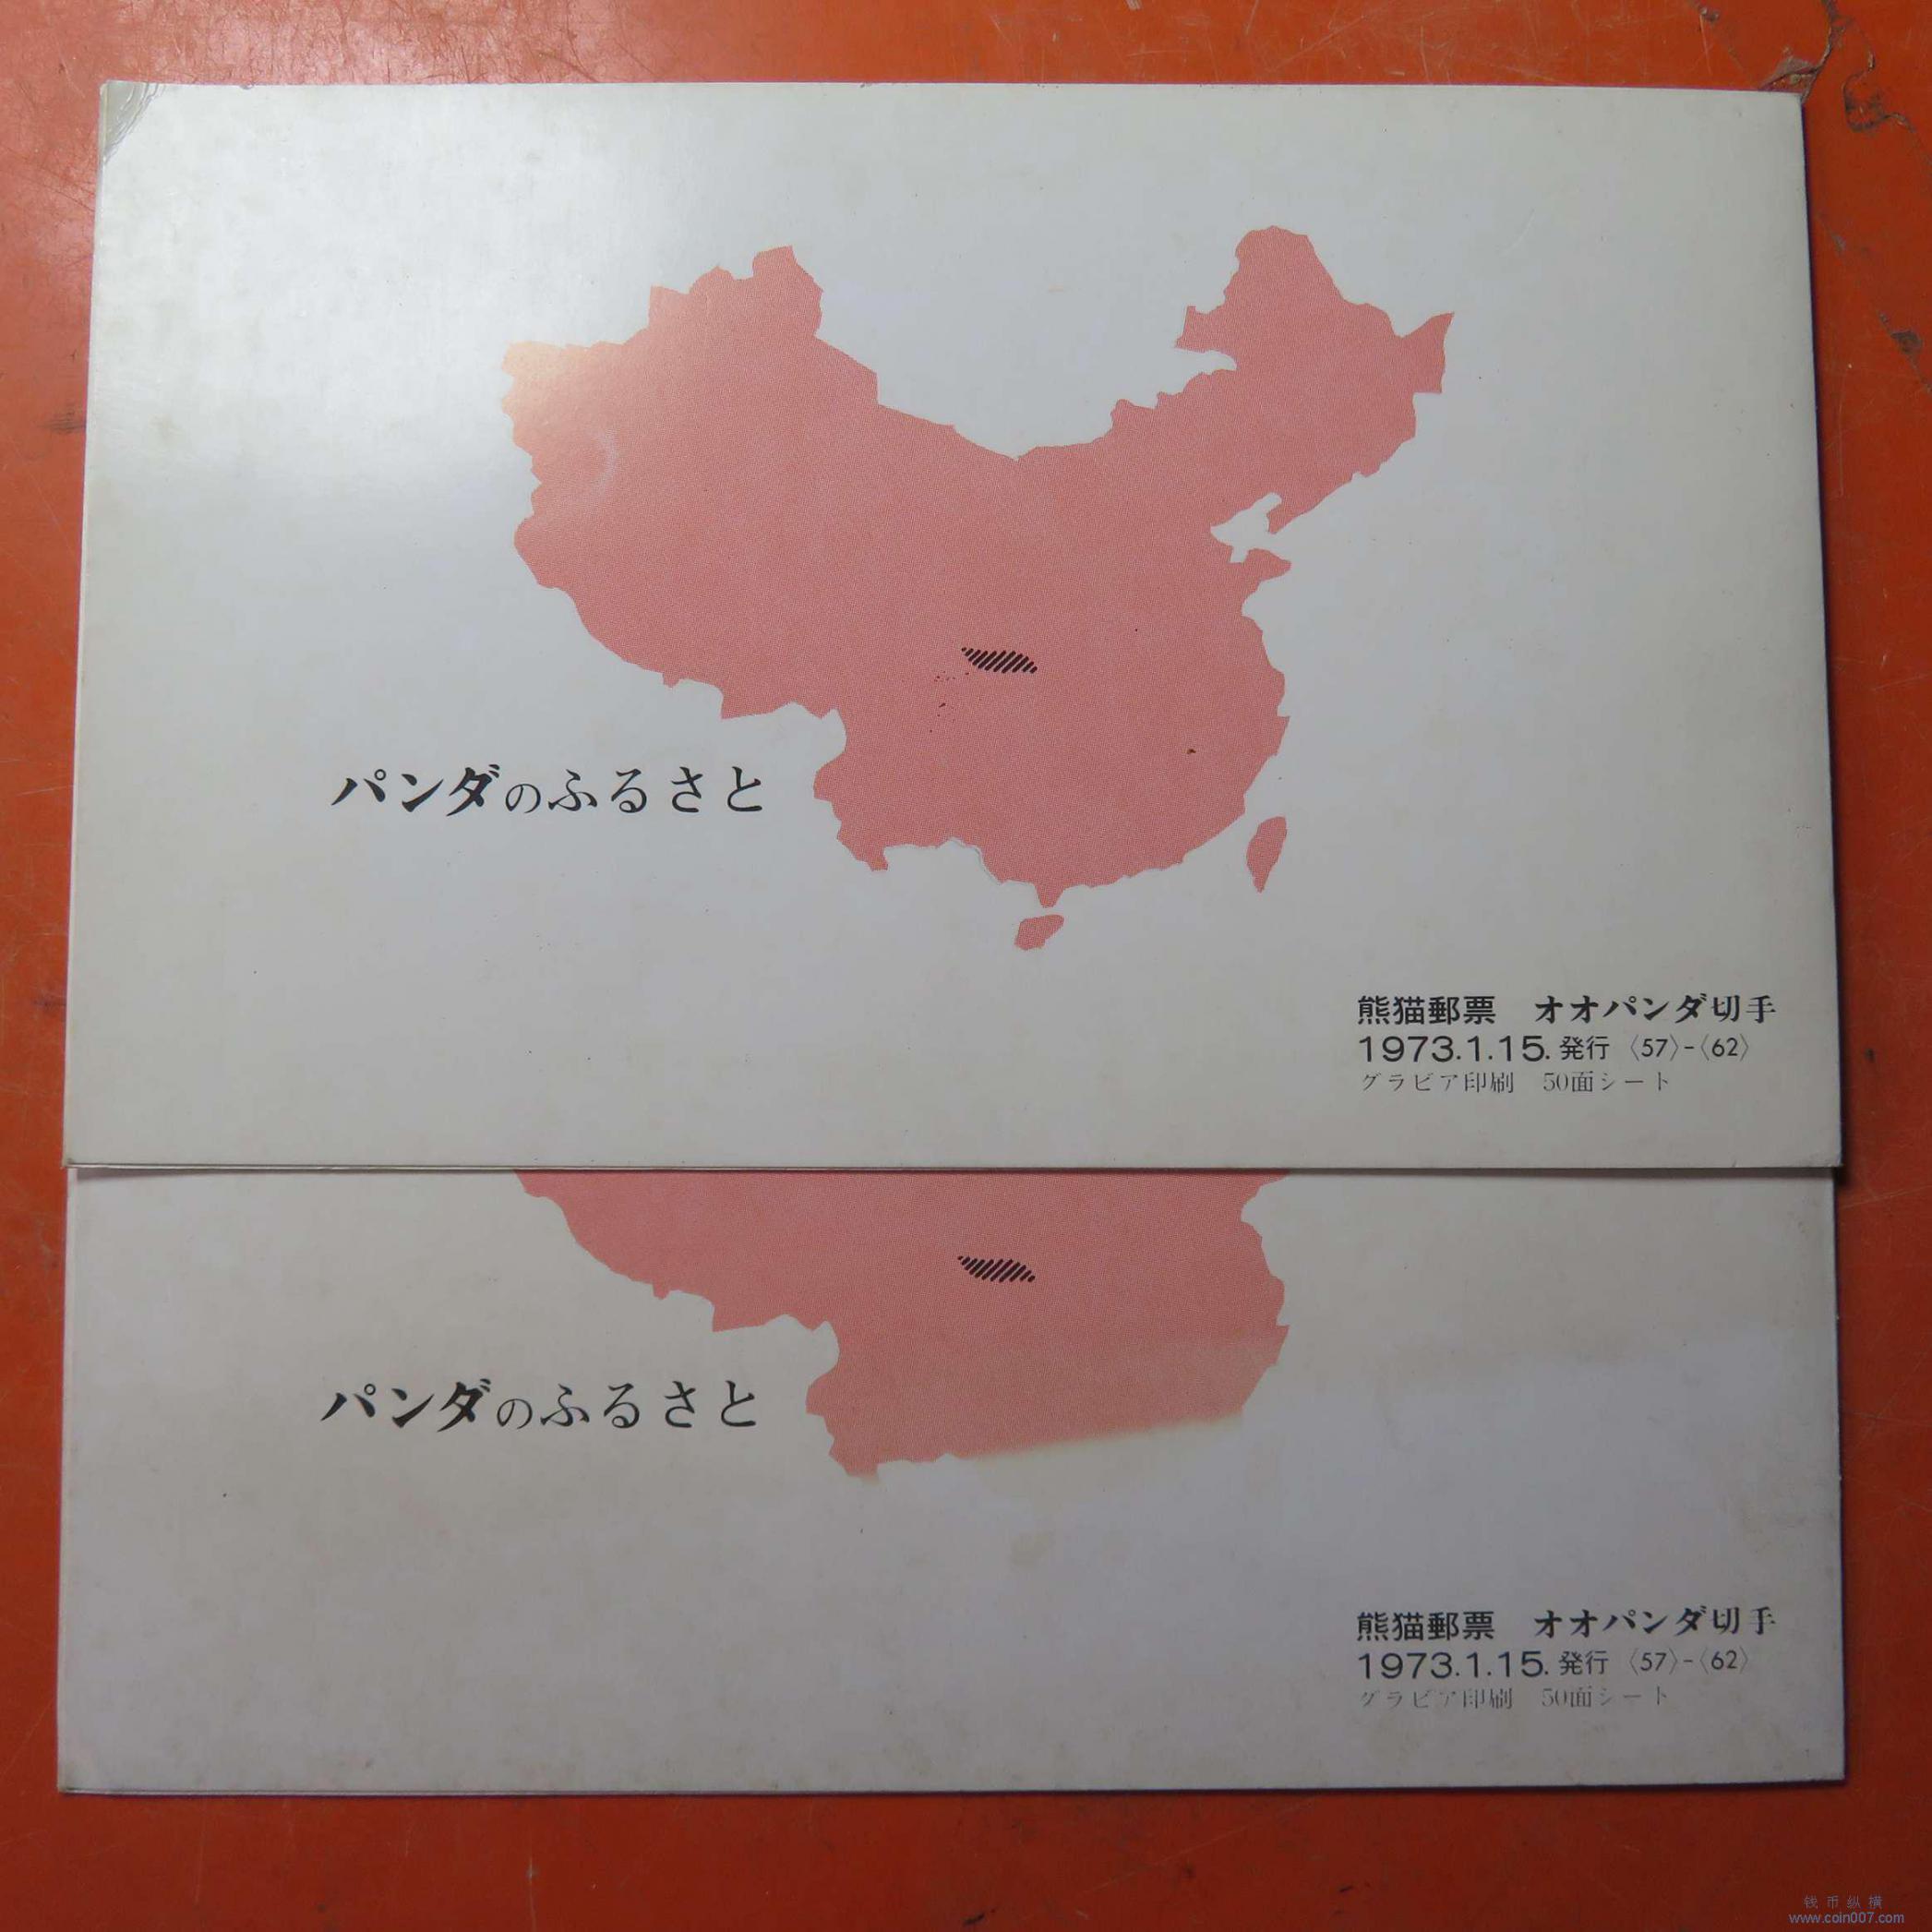 パンダのふるさと
熊猫郵票 オオパンダ切手
1973.1.15. 発行 〈57〉-〈62〉
グラビア印刷 50面シート
パンダのふるさと
熊猫郵票 オオパンダ切手
1973.1.15. 発行 〈57〉-〈62〉
グラビア印刷 50面シート
钱币纵横
www.coin007.com